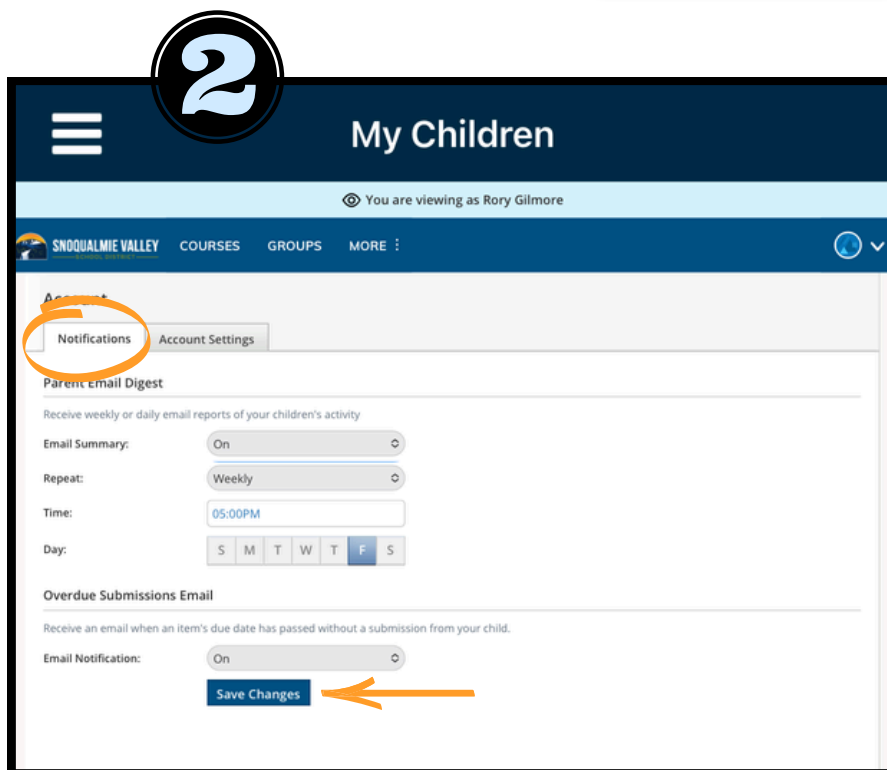 2
My Children
You are viewing as Rory Gilmore
SNOQUALMIE VALLEY COURSES GROUPS MORE
SCHOOL DISTRICT
Account
Notifications Account Settings
Parent Email Digest
Receive weekly or daily email reports of your children's activity
Email Summary: On
Repeat: Weekly
Time: 05:00PM
Day: S M T W T F S
Overdue Submissions Email
Receive an email when an item's due date has passed without a submission from your child.
Email Notification: On
Save Changes